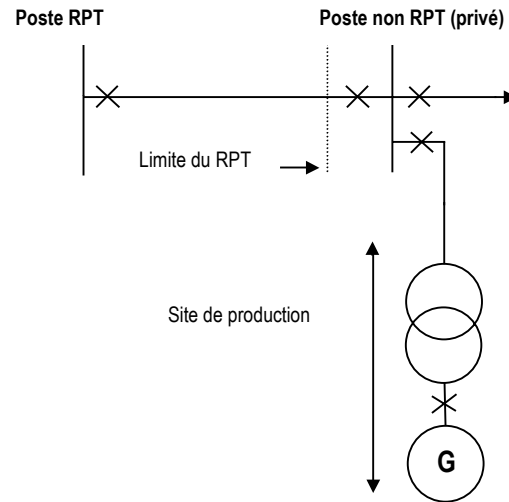 Poste RPT
Poste non RPT (privé)
Limite du RPT
Site de production
G